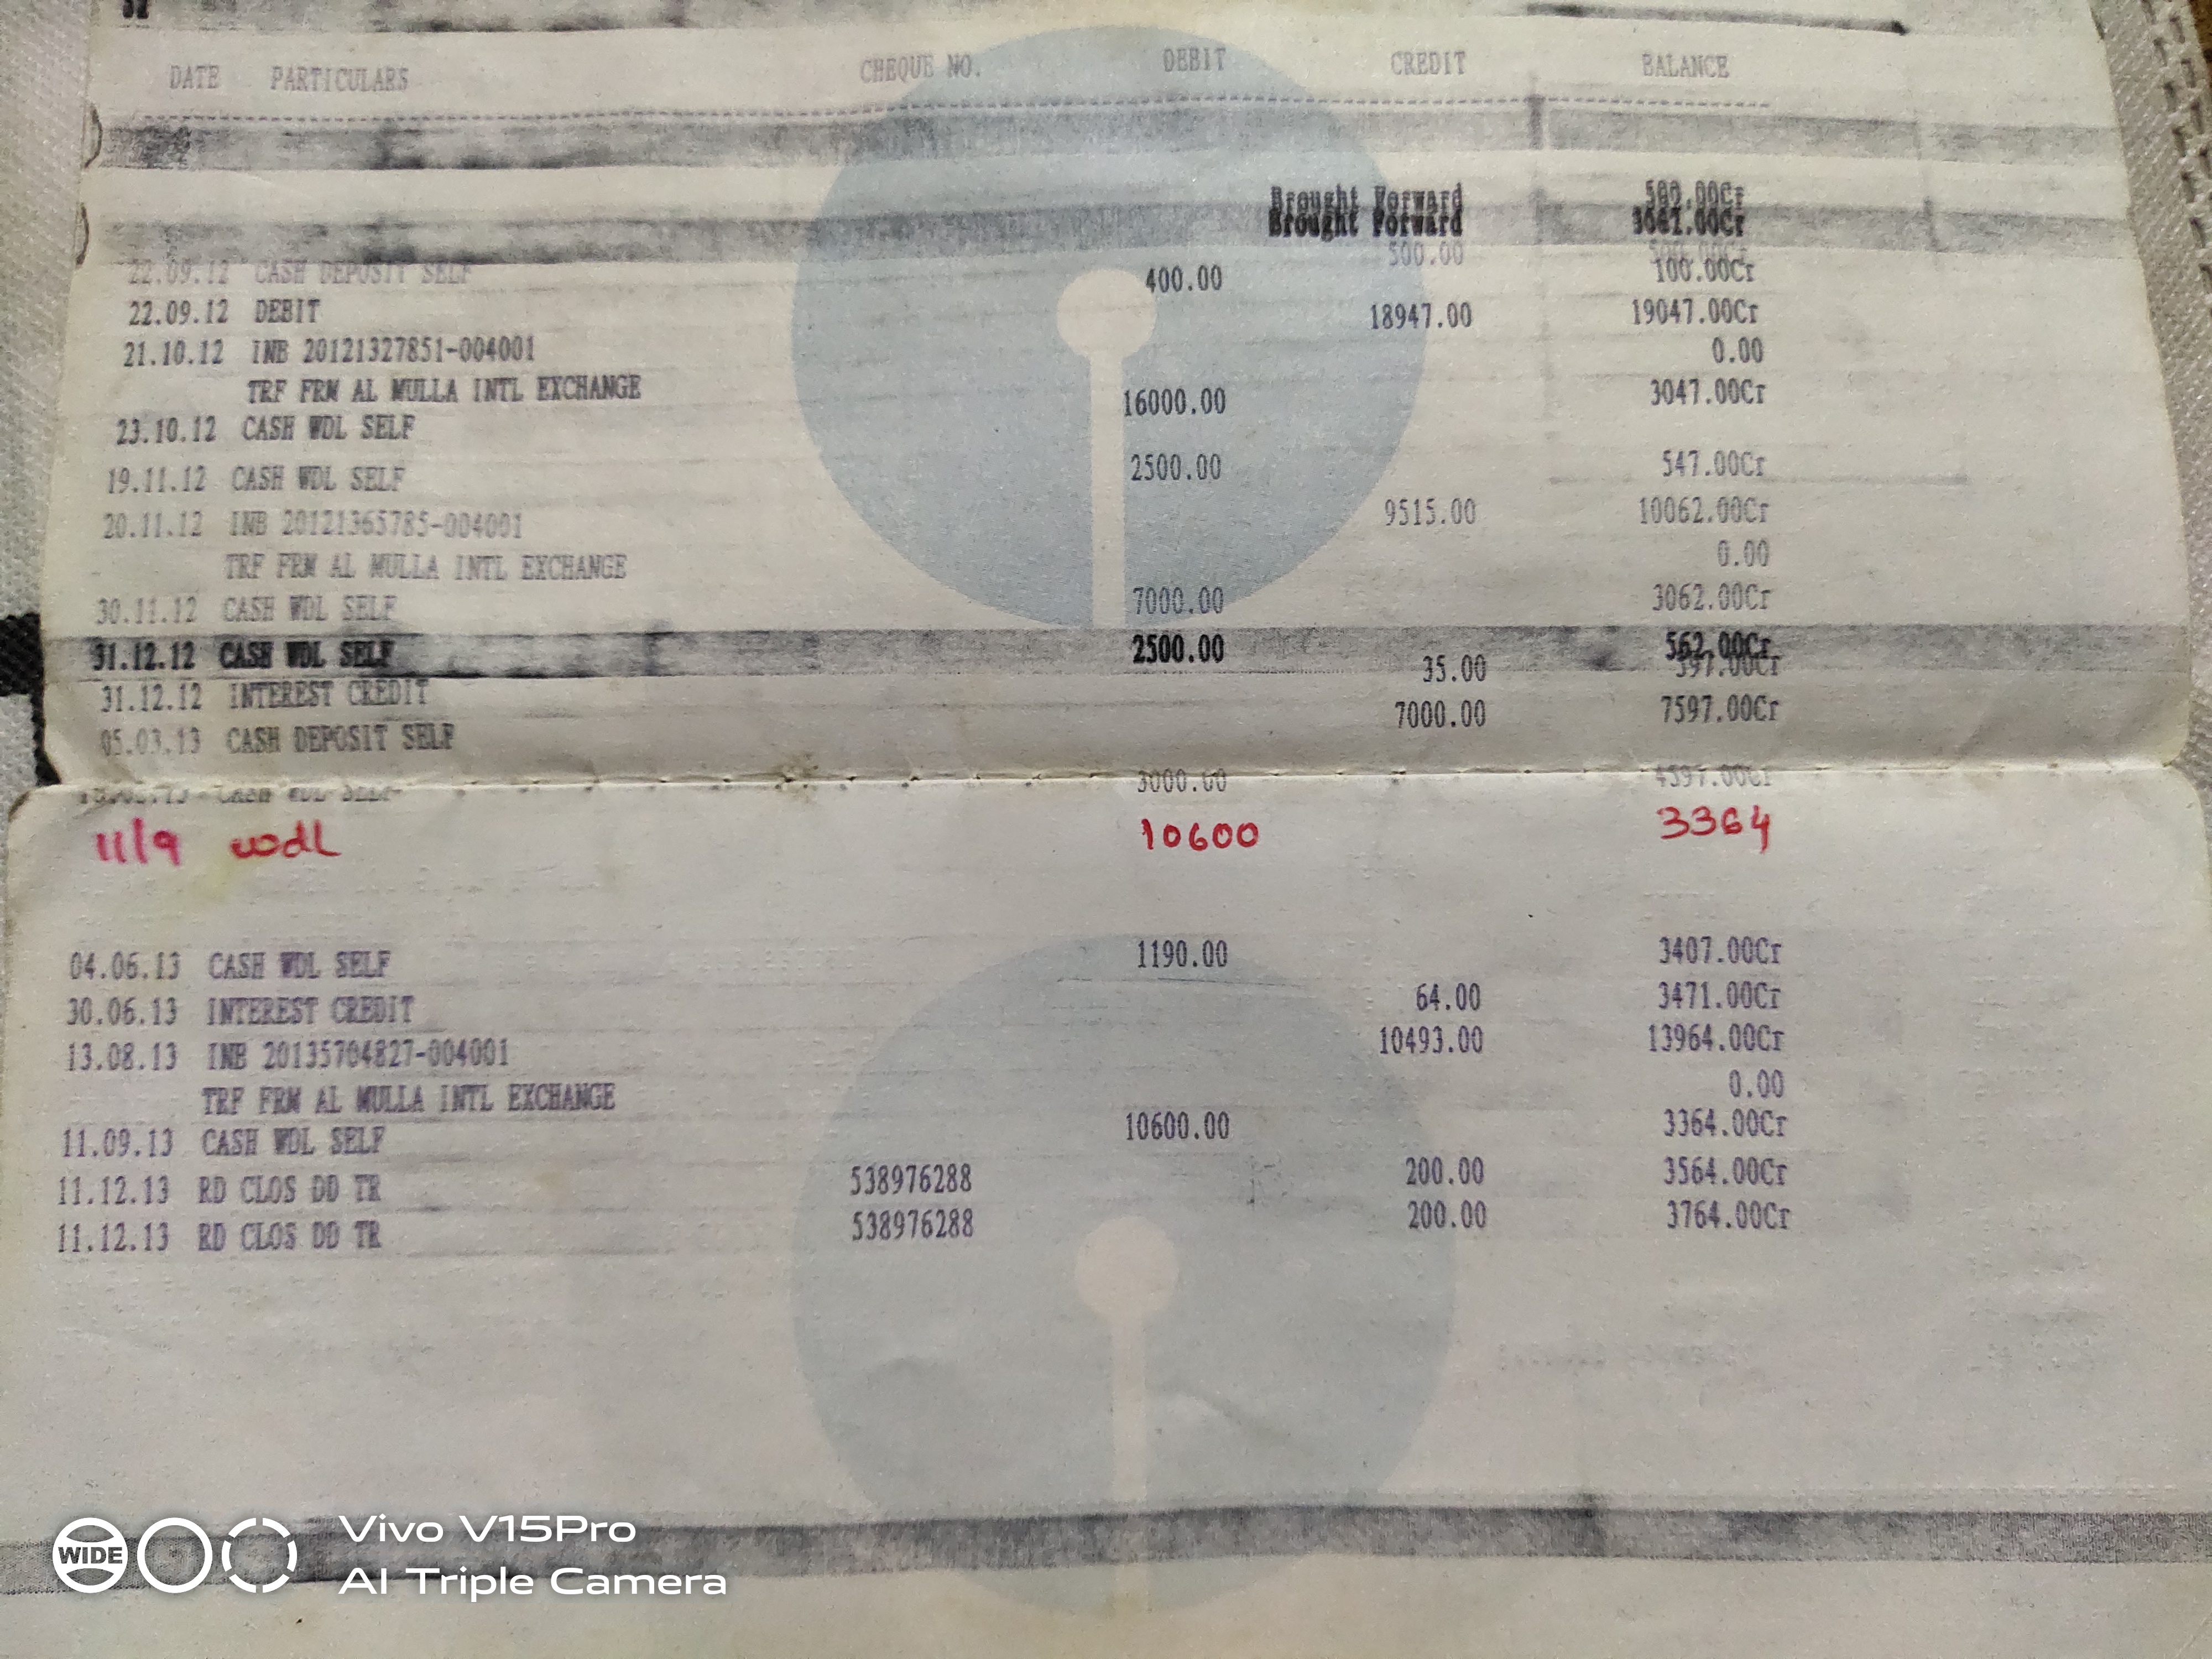 DATE PARTICULARS CHEQUE NO. DEBIT CREDIT BALANCE
Brought Forward 500.00Cr
Brought Forward 3061.00Cr
22.09.12 CASH DEPOSIT SELF 500.00 500.00Cr
22.09.12 DEBIT 400.00 100.00Cr
21.10.12 INB 20121327851-004001 18947.00 19047.00Cr
TRF FRM AL MULLA INTL EXCHANGE 0.00
23.10.12 CASH WDL SELF 16000.00 3047.00Cr
19.11.12 CASH WDL SELF 2500.00 547.00Cr
20.11.12 INB 20121365785-004001 9515.00 10062.00Cr
TRF FRM AL MULLA INTL EXCHANGE 0.00
30.11.12 CASH WDL SELF 7000.00 3062.00Cr
31.12.12 CASH WDL SELF 2500.00 562.00Cr
31.12.12 INTEREST CREDIT 35.00 597.00Cr
05.03.13 CASH DEPOSIT SELF 7000.00 7597.00Cr
CASH WDL SELF 3000.00 4597.00Cr
11/9 wdl 10600 3364
04.06.13 CASH WDL SELF 1190.00 3407.00Cr
30.06.13 INTEREST CREDIT 64.00 3471.00Cr
13.08.13 INB 20135704827-004001 10493.00 13964.00Cr
TRF FRM AL MULLA INTL EXCHANGE 0.00
11.09.13 CASH WDL SELF 10600.00 3364.00Cr
11.12.13 RD CLOS DD TR 538976288 200.00 3564.00Cr
11.12.13 RD CLOS DD TR 538976288 200.00 3764.00Cr
WIDE Vivo V15Pro
AI Triple Camera